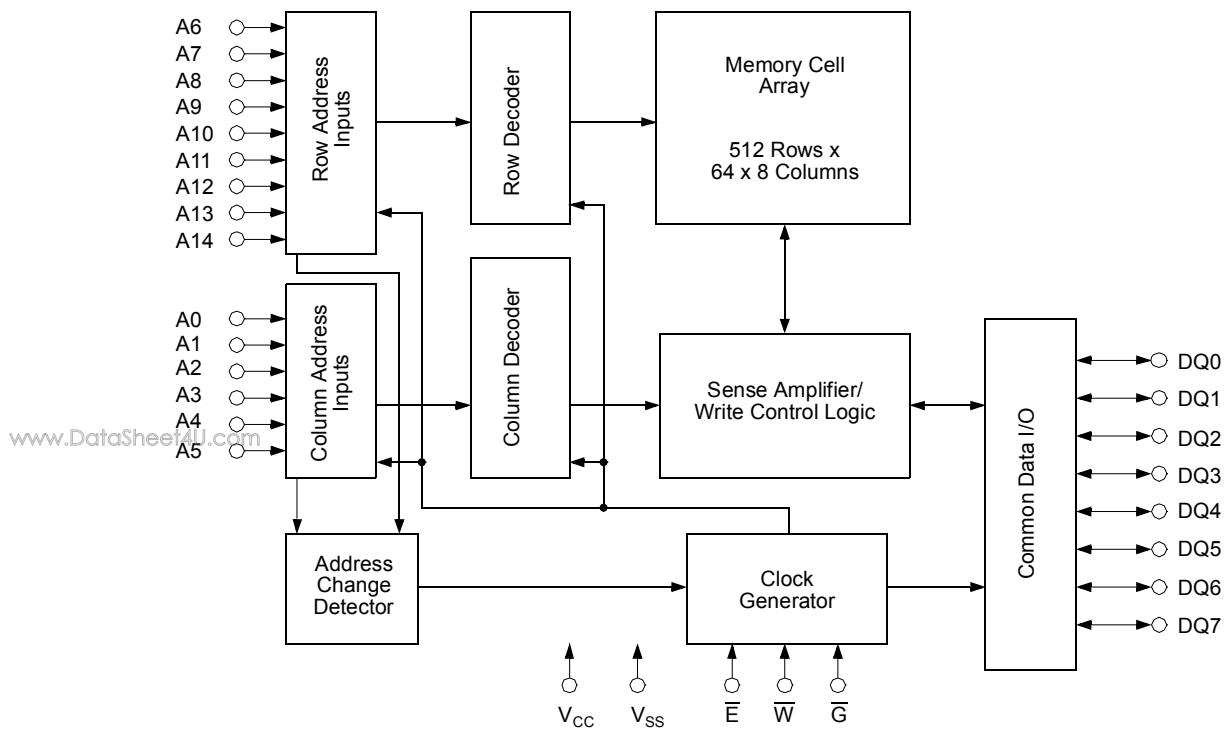 A6
A7
A8
A9
A10
A11
A12
A13
A14
Row Address
Inputs
Row Decoder
Memory Cell
Array
512 Rows x
64 x 8 Columns
A0
A1
A2
A3
A4
A5
www.DataSheet4U.com
Column Address
Inputs
Column Decoder
Sense Amplifier/
Write Control Logic
Common Data I/O
DQ0
DQ1
DQ2
DQ3
DQ4
DQ5
DQ6
DQ7
Address
Change
Detector
Clock
Generator
V_CC
V_SS
E̅
W̅
G̅